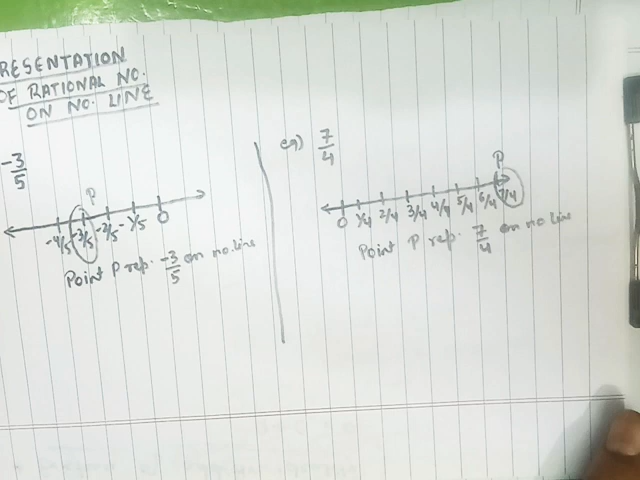 RESENTATION
OF RATIONAL NO.
ON NO. LINE
-3/5
P
-4/5 -3/5 -2/5 -1/5 0
Point P rep. -3/5 on no. line
eg) 7/4
P
0 1/4 2/4 3/4 4/4 5/4 6/4 7/4
Point P rep. 7/4 on no. line